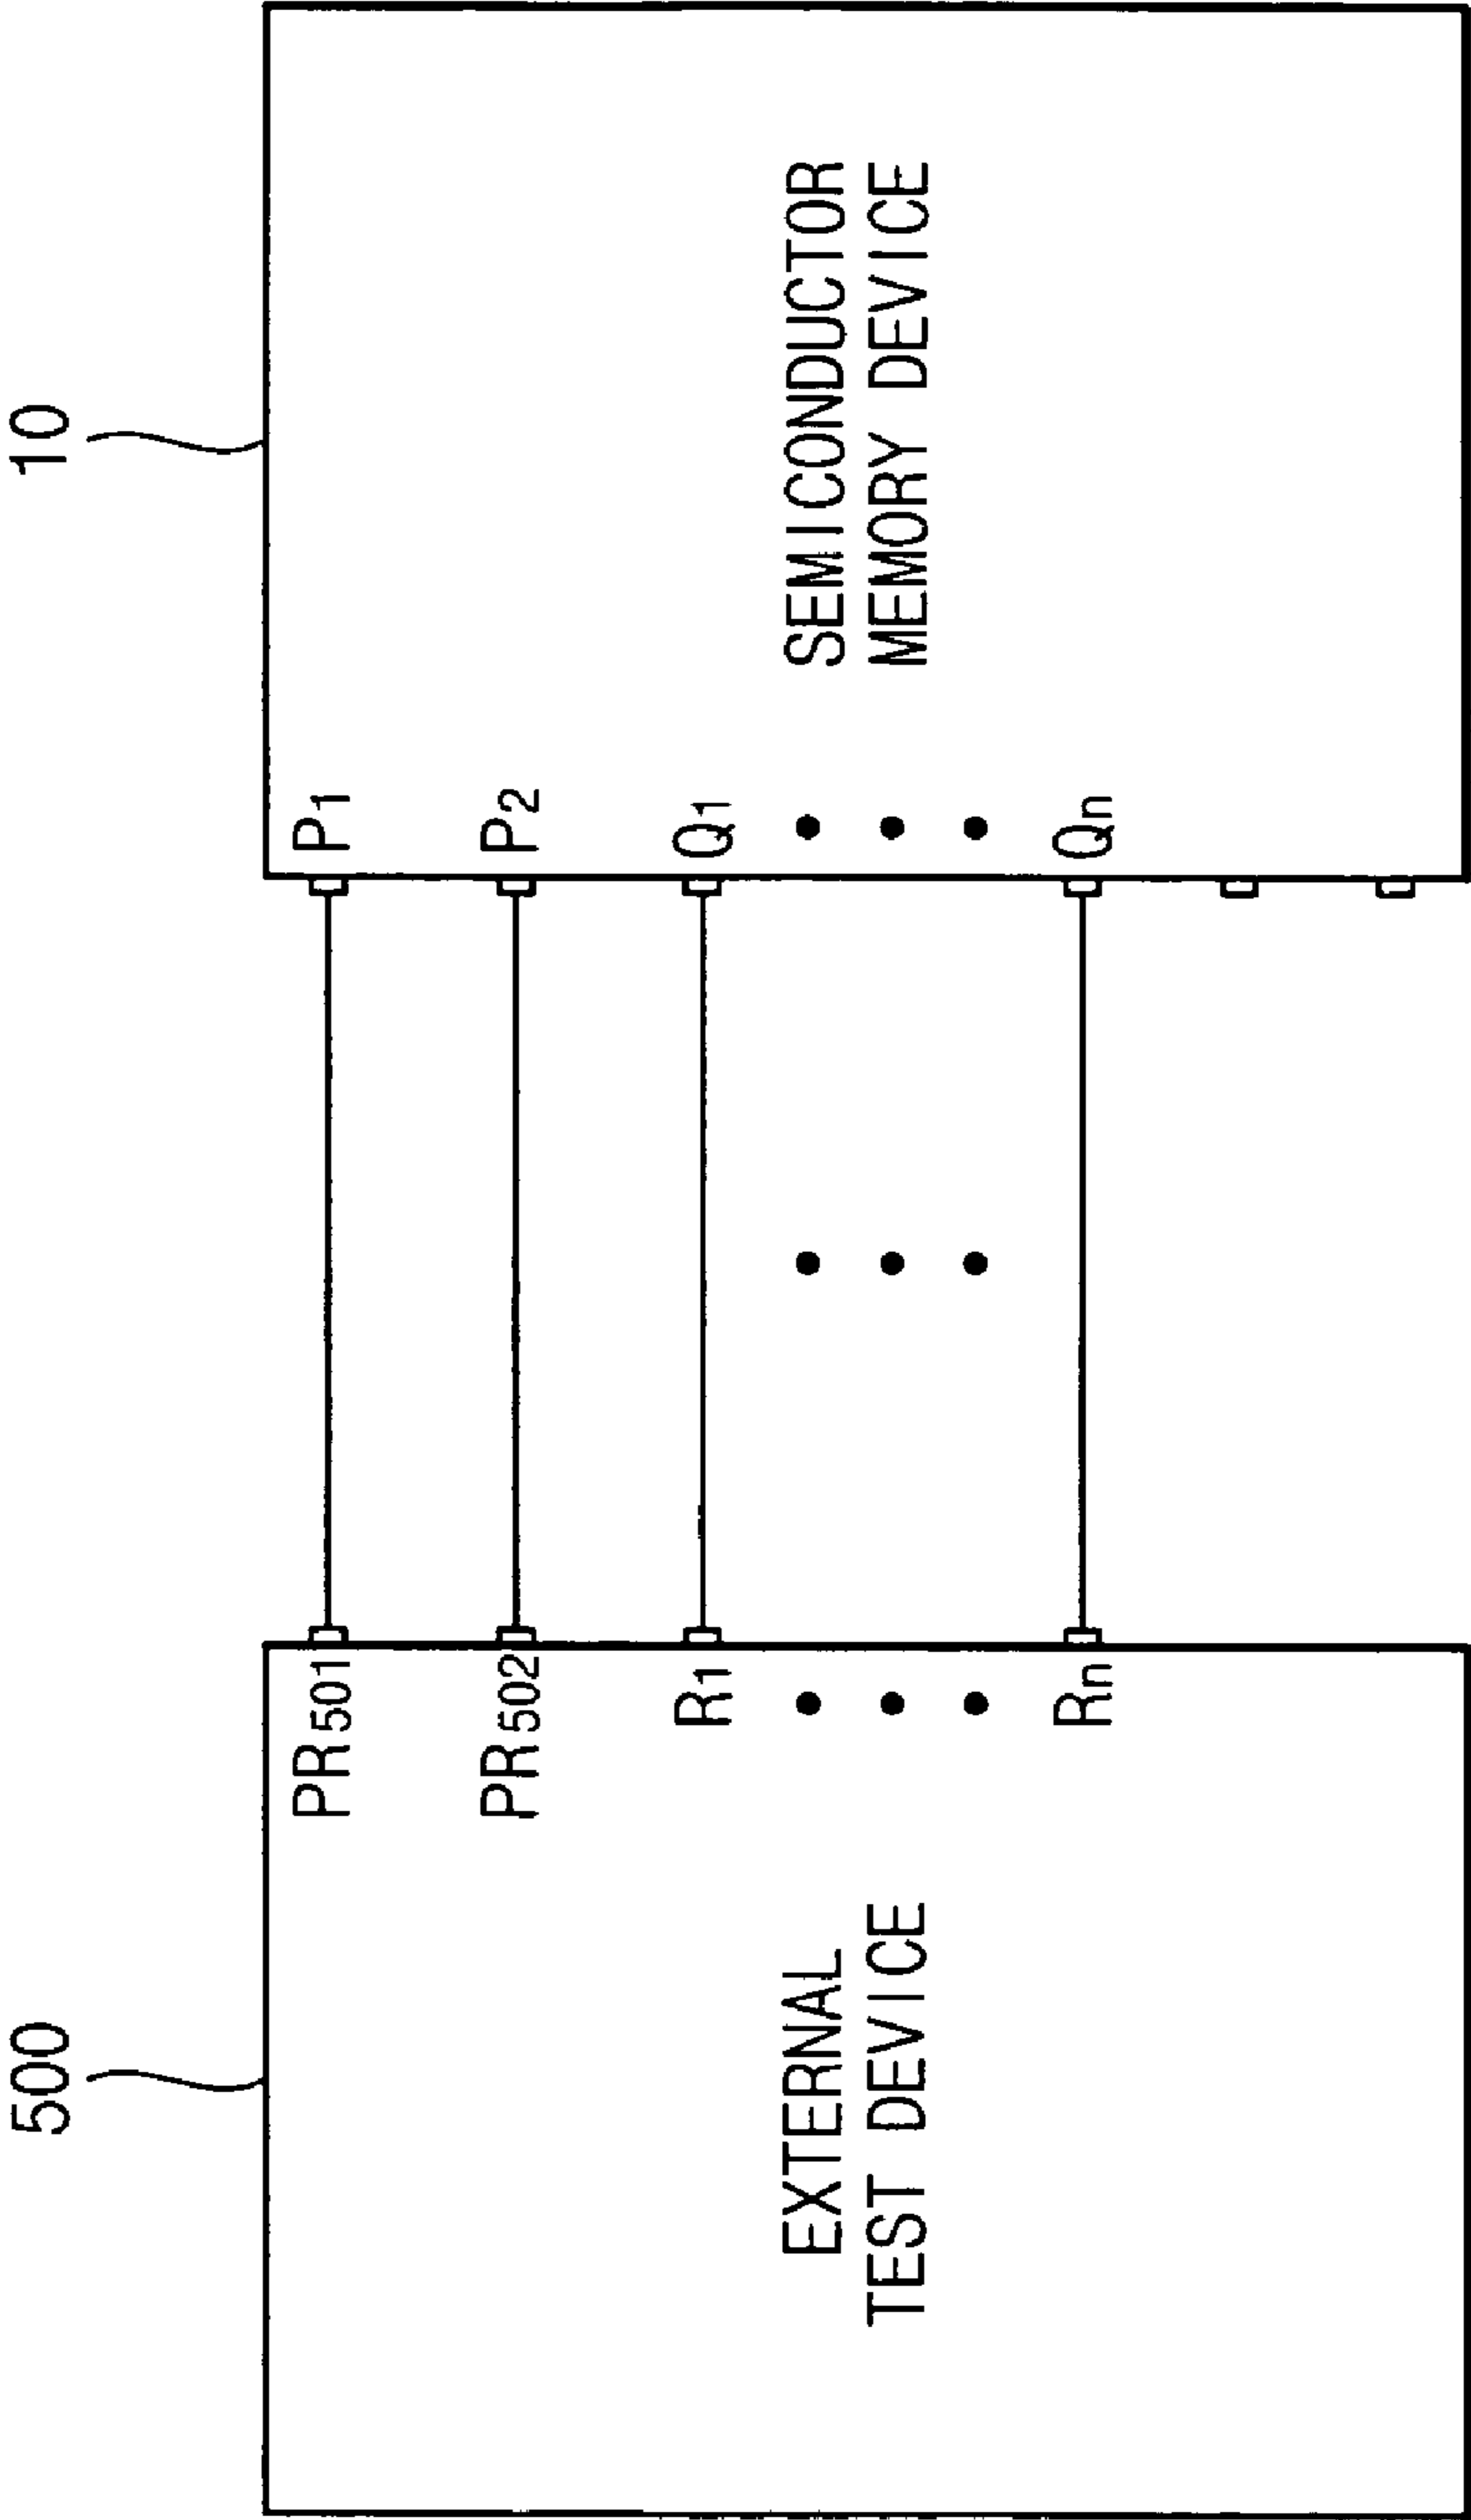 500
10
PR501
P1
PR502
P2
R1
Q1
EXTERNAL
TEST DEVICE
SEMICONDUCTOR
MEMORY DEVICE
Rn
Qn